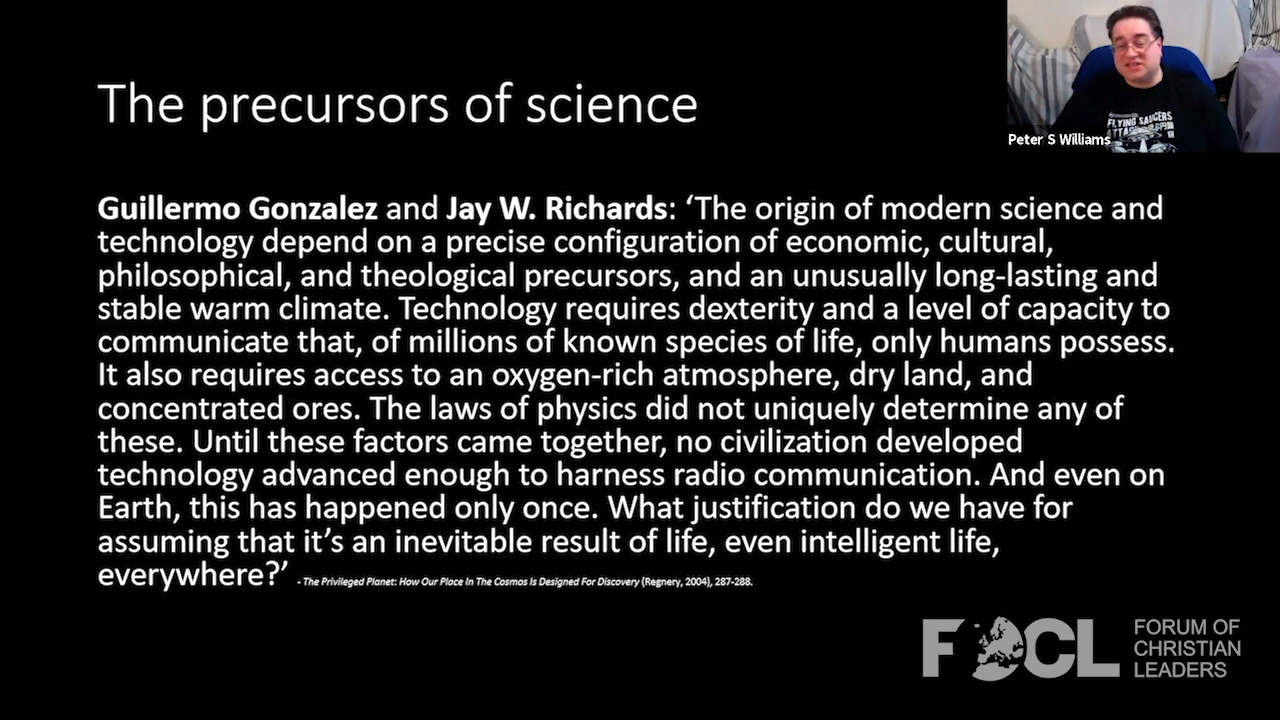 The precursors of science
FLYING SAUCERS
Peter S Williams
Guillermo Gonzalez and Jay W. Richards: ‘The origin of modern science and
technology depend on a precise configuration of economic, cultural,
philosophical, and theological precursors, and an unusually long-lasting and
stable warm climate. Technology requires dexterity and a level of capacity to
communicate that, of millions of known species of life, only humans possess.
It also requires access to an oxygen-rich atmosphere, dry land, and
concentrated ores. The laws of physics did not uniquely determine any of
these. Until these factors came together, no civilization developed
technology advanced enough to harness radio communication. And even on
Earth, this has happened only once. What justification do we have for
assuming that it’s an inevitable result of life, even intelligent life,
everywhere?’ - The Privileged Planet: How Our Place In The Cosmos Is Designed For Discovery (Regnery, 2004), 287-288.
FOCL
FORUM OF
CHRISTIAN
LEADERS